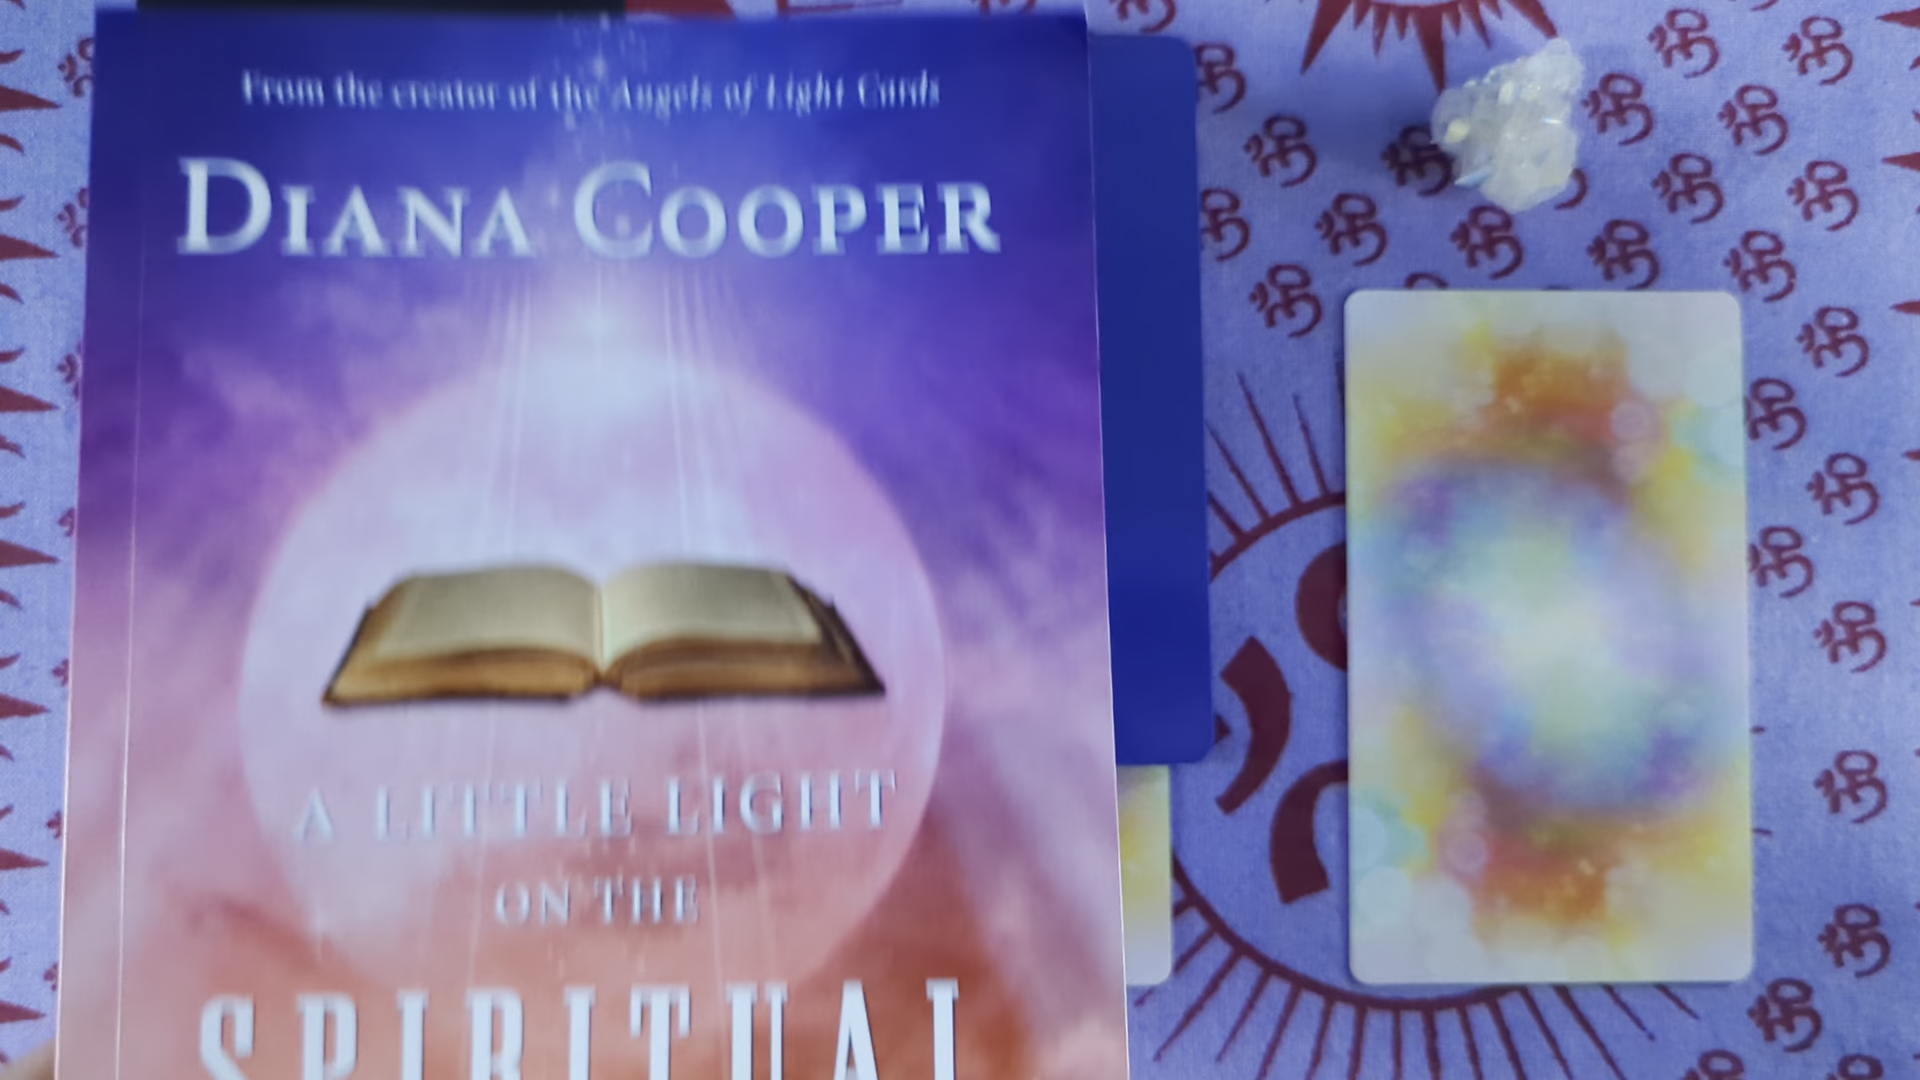 From the creator of the Angels of Light Cards
DIANA COOPER
A LITTLE LIGHT
ON THE
SPIRITUAL
ॐ